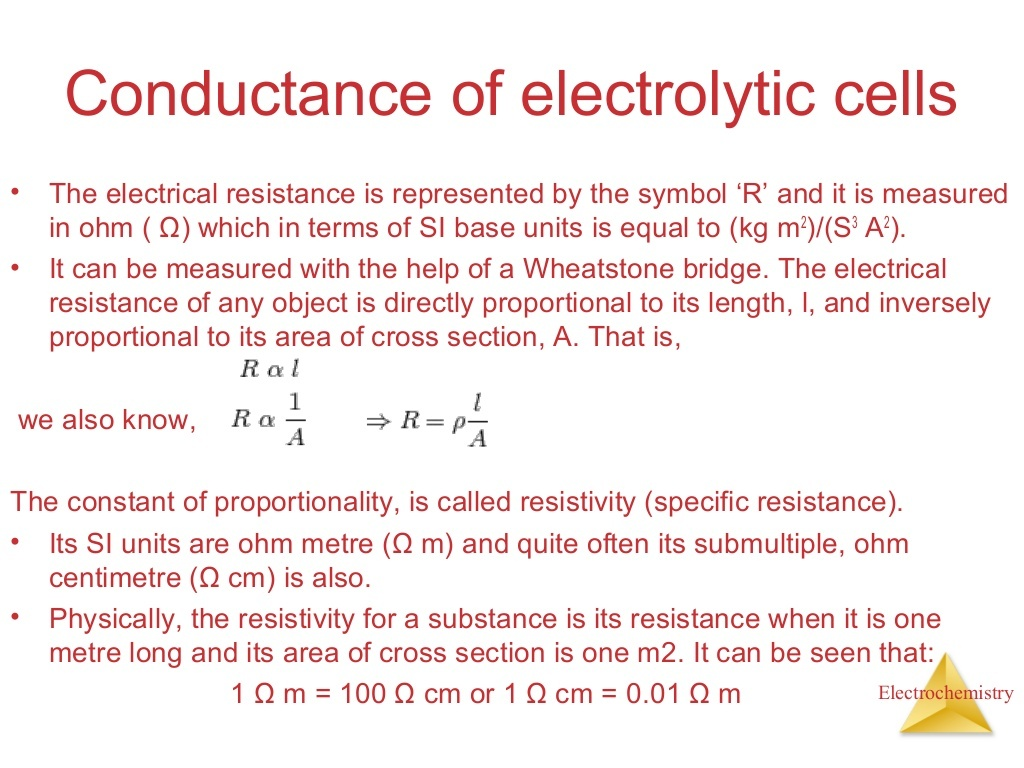 Conductance of electrolytic cells
• The electrical resistance is represented by the symbol ‘R’ and it is measured
in ohm ( Ω) which in terms of SI base units is equal to (kg m²)/(S³ A²).
• It can be measured with the help of a Wheatstone bridge. The electrical
resistance of any object is directly proportional to its length, l, and inversely
proportional to its area of cross section, A. That is,
R α l
we also know, R α 1/A ⇒ R = ρ l/A
The constant of proportionality, is called resistivity (specific resistance).
• Its SI units are ohm metre (Ω m) and quite often its submultiple, ohm
centimetre (Ω cm) is also.
• Physically, the resistivity for a substance is its resistance when it is one
metre long and its area of cross section is one m2. It can be seen that:
1 Ω m = 100 Ω cm or 1 Ω cm = 0.01 Ω m
Electrochemistry